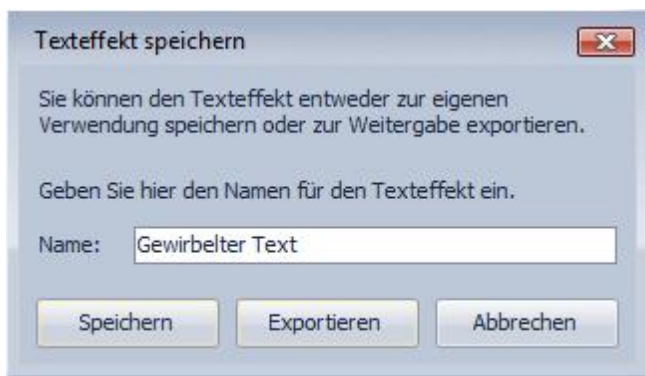 Texteffekt speichern
Sie können den Texteffekt entweder zur eigenen
Verwendung speichern oder zur Weitergabe exportieren.
Geben Sie hier den Namen für den Texteffekt ein.
Name: Gewirbelter Text
Speichern Exportieren Abbrechen